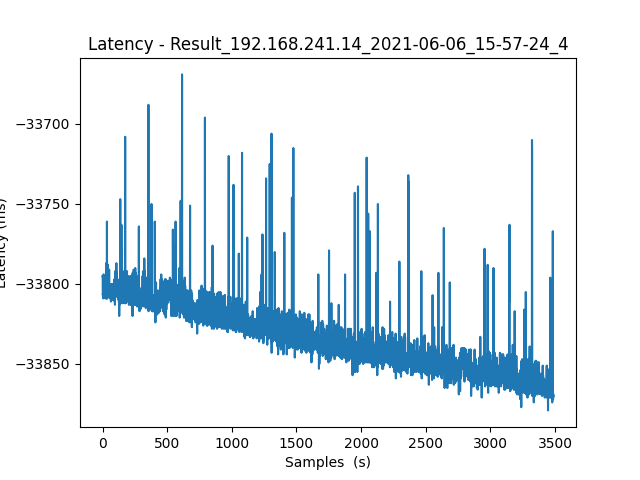 Latency - Result_192.168.241.14_2021-06-06_15-57-24_4
−33700
−33750
−33800
−33850
Latency (ms)
0 500 1000 1500 2000 2500 3000 3500
Samples  (s)